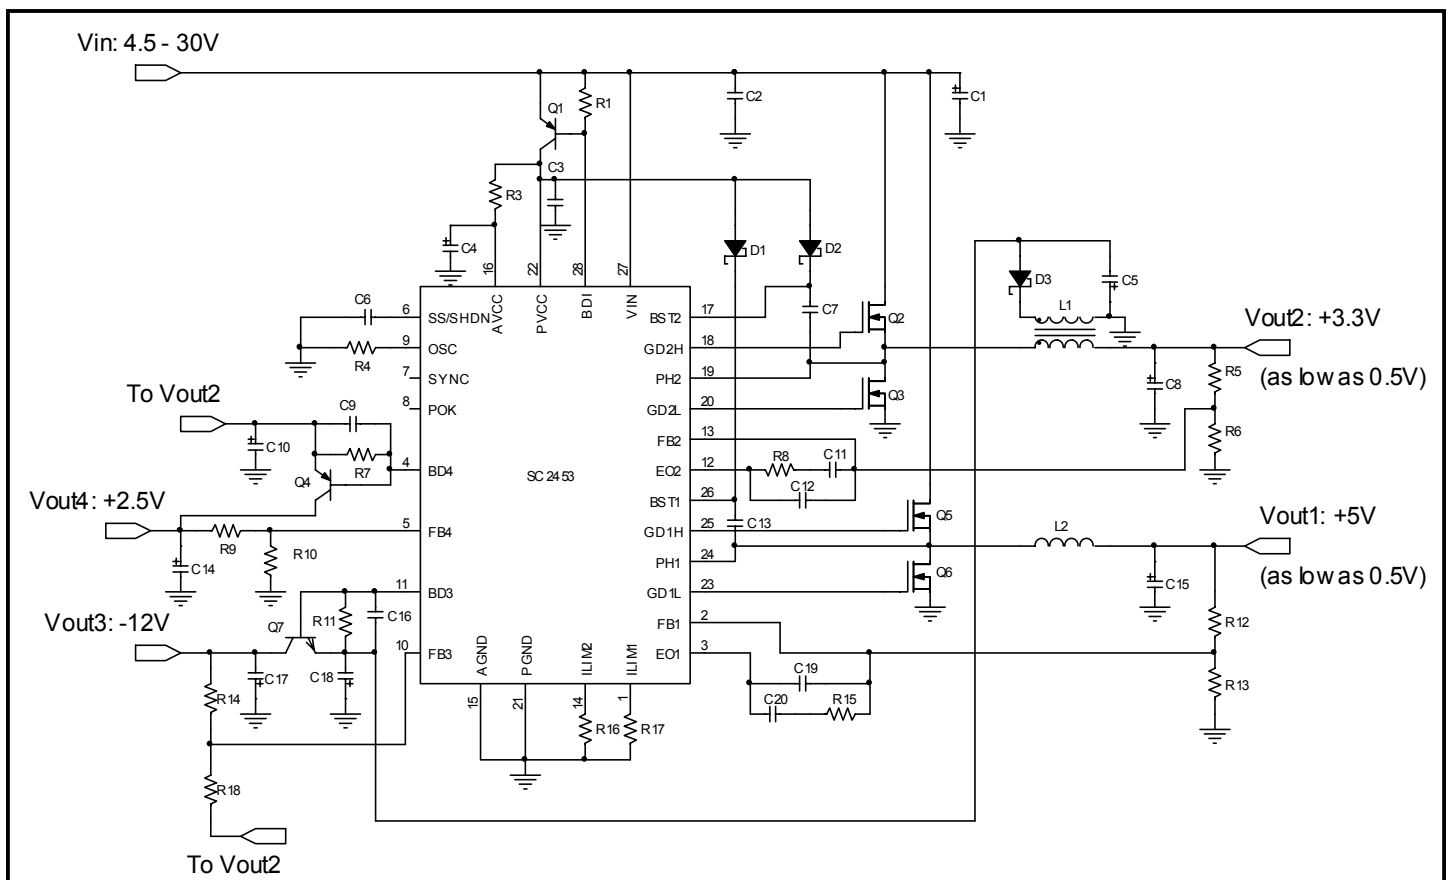 Vin: 4.5 - 30V
Q1
R1
C2
C1
C3
R3
C4
D1
D2
D3
C5
16
22
28
27
AVCC
PVCC
BDI
VIN
C6
6
SS/SHDN
BST2
17
C7
Q2
L1
Vout2: +3.3V
9
OSC
GD2H
18
R4
7
SYNC
PH2
19
C8
R5
(as low as 0.5V)
To Vout2
8
POK
GD2L
20
Q3
C9
C10
R7
FB2
13
R6
Q4
4
BD4
SC2453
EO2
12
R8
C11
C12
Vout4: +2.5V
BST1
26
C13
Q5
Vout1: +5V
R9
5
FB4
GD1H
25
L2
R10
C14
PH1
24
Q6
(as low as 0.5V)
11
BD3
GD1L
23
C15
Vout3: -12V
Q7
R11
C16
FB1
2
R12
10
FB3
EO1
3
AGND
PGND
ILIM2
ILIM1
C17
C18
C19
R14
15
21
14
1
C20
R15
R13
R16
R17
R18
To Vout2